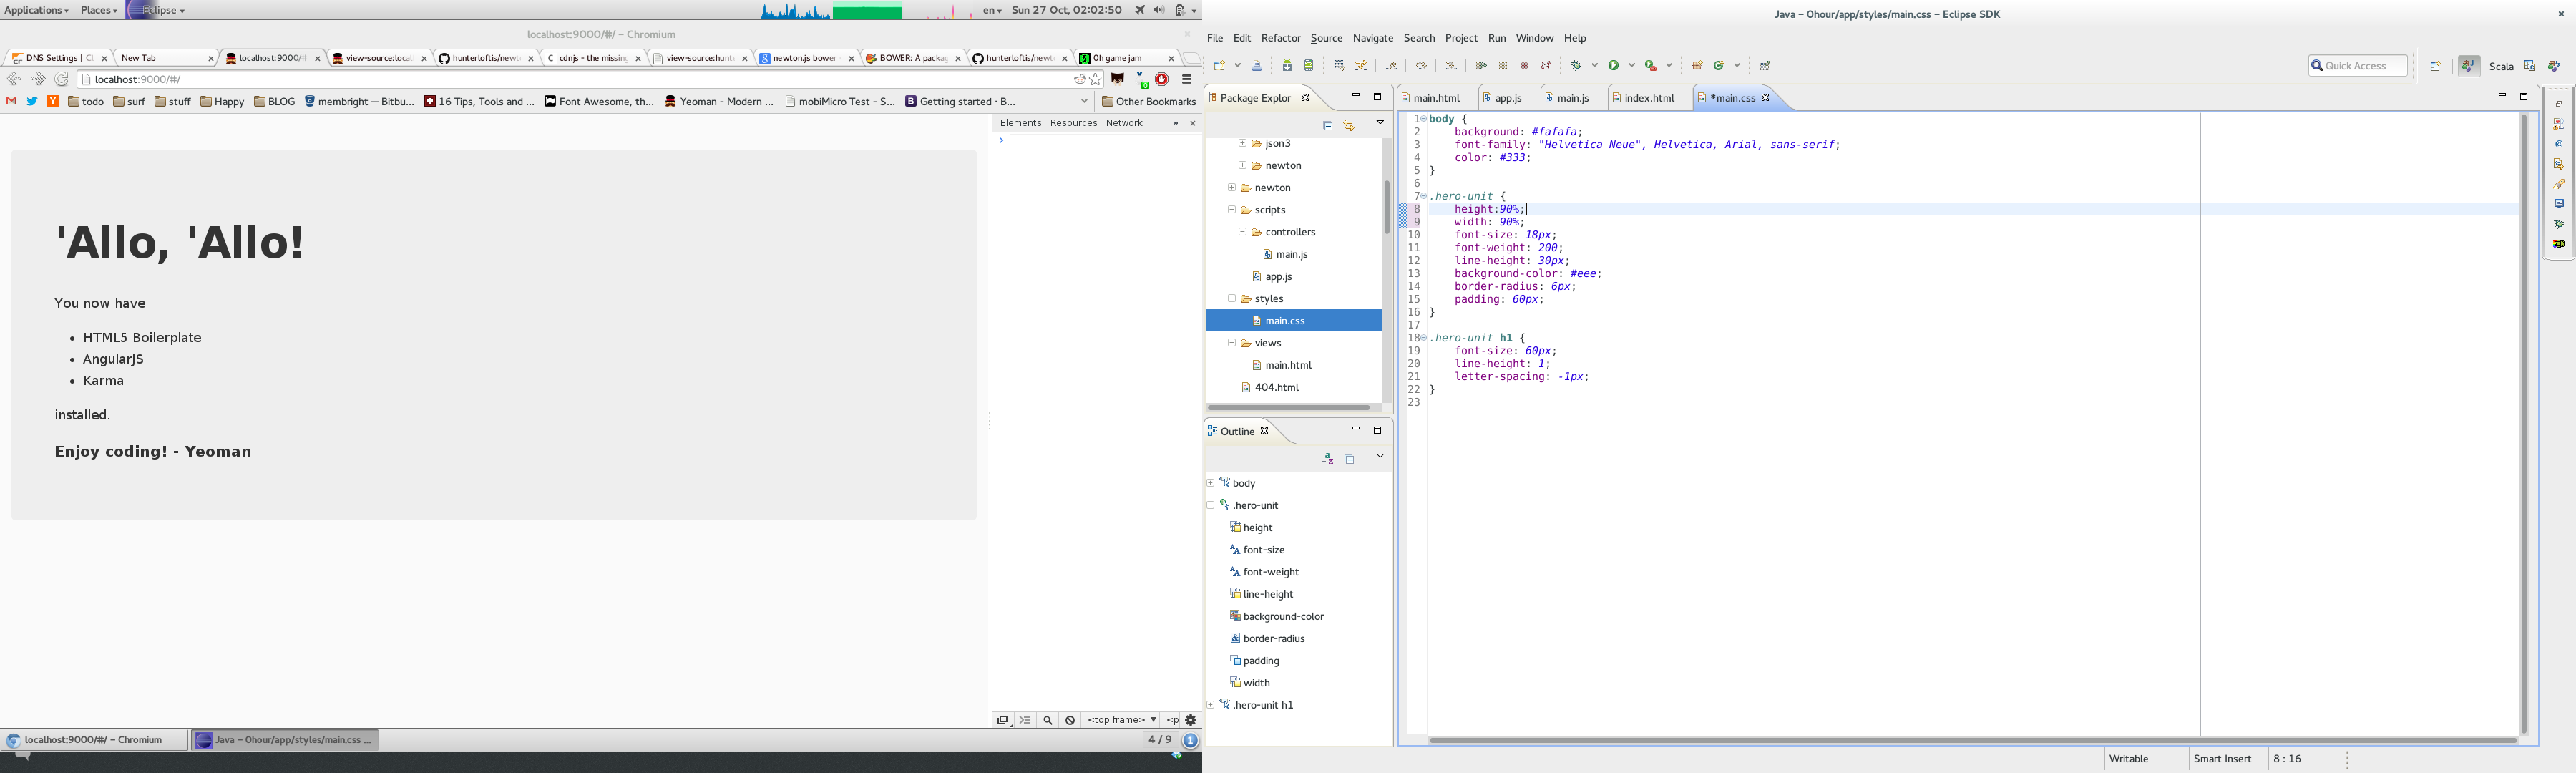 Applications Places Eclipse en Sun 27 Oct, 02:02:50
localhost:9000/#/ – Chromium
DNS Settings | C New Tab localhost:9000/# view-source:local hunterloftis/newt cdnjs - the missing view-source:hunt newton.js bower BOWER: A packag hunterloftis/newt 0h game jam
localhost:9000/#/
todo surf stuff Happy BLOG membright — Bitbu... 16 Tips, Tools and ... Font Awesome, th... Yeoman - Modern ... mobiMicro Test - S... Getting started · B... Other Bookmarks
Elements Resources Network » ×
'Allo, 'Allo!
You now have
• HTML5 Boilerplate
• AngularJS
• Karma
installed.
Enjoy coding! - Yeoman
<top frame> <p
localhost:9000/#/ – Chromium Java – 0hour/app/styles/main.css ... 4 / 9 1
Java – 0hour/app/styles/main.css – Eclipse SDK
File Edit Refactor Source Navigate Search Project Run Window Help
Quick Access Scala
Package Explor
json3
newton
newton
scripts
controllers
main.js
app.js
styles
main.css
views
main.html
404.html
Outline
body
.hero-unit
height
font-size
font-weight
line-height
background-color
border-radius
padding
width
.hero-unit h1
main.html app.js main.js index.html *main.css
1 body {
2 background: #fafafa;
3 font-family: "Helvetica Neue", Helvetica, Arial, sans-serif;
4 color: #333;
5 }
6
7 .hero-unit {
8 height:90%;
9 width: 90%;
10 font-size: 18px;
11 font-weight: 200;
12 line-height: 30px;
13 background-color: #eee;
14 border-radius: 6px;
15 padding: 60px;
16 }
17
18 .hero-unit h1 {
19 font-size: 60px;
20 line-height: 1;
21 letter-spacing: -1px;
22 }
23
Writable Smart Insert 8 : 16